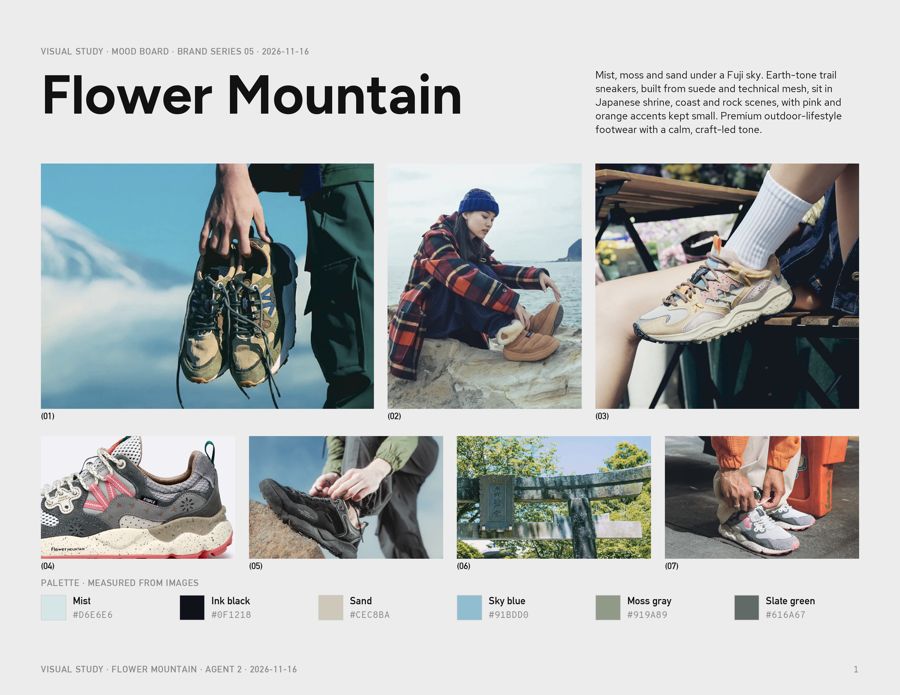 VISUAL STUDY · MOOD BOARD · BRAND SERIES 05 · 2026-11-16
Flower Mountain
Mist, moss and sand under a Fuji sky. Earth-tone trail
sneakers, built from suede and technical mesh, sit in
Japanese shrine, coast and rock scenes, with pink and
orange accents kept small. Premium outdoor-lifestyle
footwear with a calm, craft-led tone.
(01)
(02)
(03)
Flower MOUNTAIN
(04)
(05)
(06)
(07)
PALETTE · MEASURED FROM IMAGES
Mist
#D6E6E6
Ink black
#0F1218
Sand
#CEC8BA
Sky blue
#91BDD0
Moss gray
#919A89
Slate green
#616A67
VISUAL STUDY · FLOWER MOUNTAIN · AGENT 2 · 2026-11-16
1